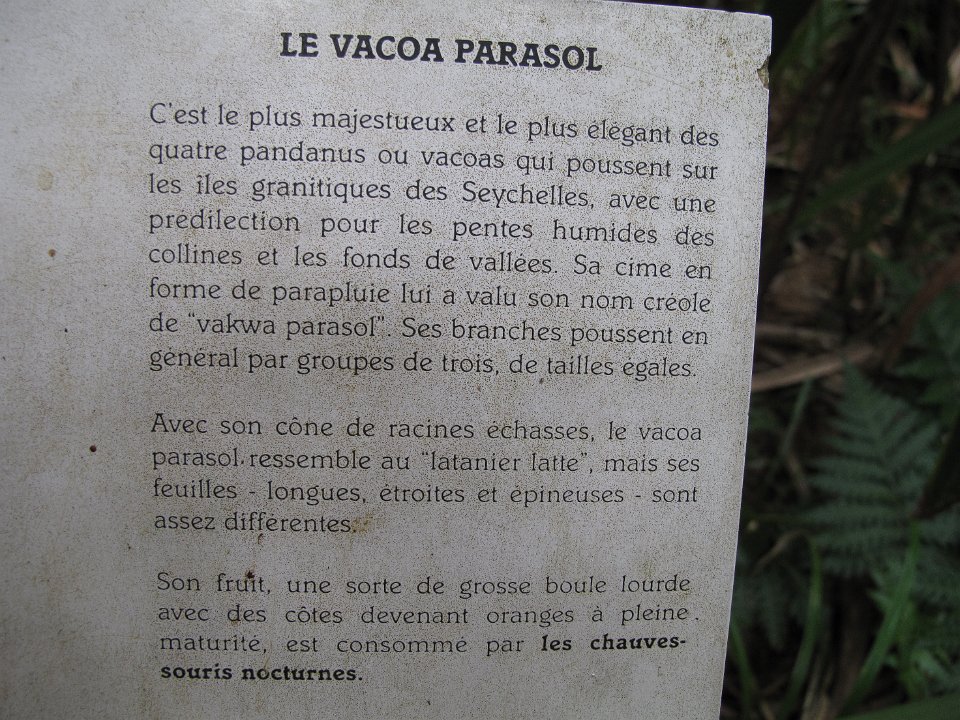 LE VACOA PARASOL
C'est le plus majestueux et le plus élégant des
quatre pandanus ou vacoas qui poussent sur
les îles granitiques des Seychelles, avec une
prédilection pour les pentes humides des
collines et les fonds de vallées. Sa cime en
forme de parapluie lui a valu son nom créole
de "vakwa parasol". Ses branches poussent en
général par groupes de trois, de tailles égales.
Avec son cône de racines échasses, le vacoa
parasol ressemble au "latanier latte", mais ses
feuilles - longues, étroites et épineuses - sont
assez différentes.
Son fruit, une sorte de grosse boule lourde
avec des côtes devenant oranges à pleine
maturité, est consommé par les chauves-
souris nocturnes.